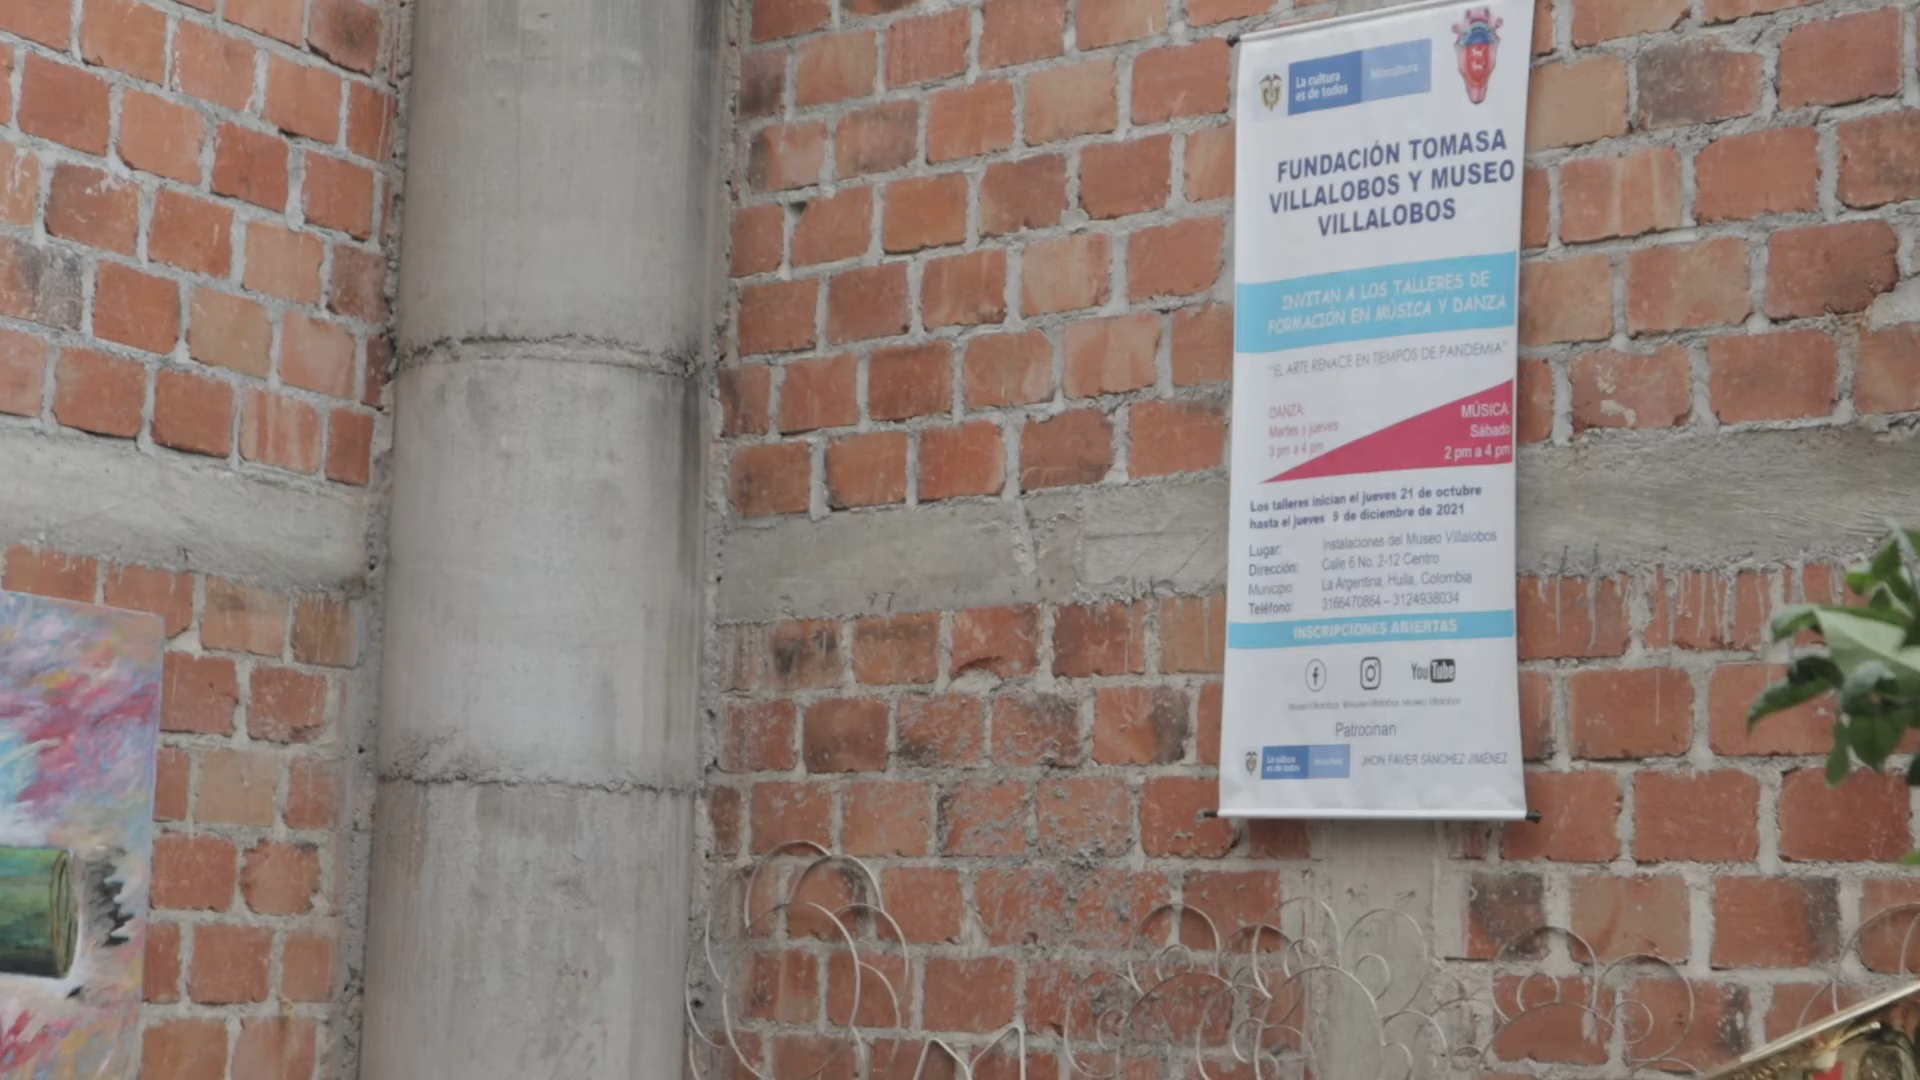 La cultura
es de todos
Mincultura
FUNDACIÓN TOMASA
VILLALOBOS Y MUSEO
VILLALOBOS
INVITAN A LOS TALLERES DE
FORMACIÓN EN MÚSICA Y DANZA
"EL ARTE RENACE EN TIEMPOS DE PANDEMIA"
DANZA:
Martes y jueves
3 pm a 4 pm
MÚSICA
Sábado
2 pm a 4 pm
Los talleres inician el jueves 21 de octubre
hasta el jueves 9 de diciembre de 2021
Lugar: Instalaciones del Museo Villalobos
Dirección: Calle 6 No. 2-12 Centro
Municipio La Argentina, Huila, Colombia
Teléfono: 3166470864 – 3124938034
INSCRIPCIONES ABIERTAS
YouTube
Museo Villalobos
Patrocinan
La cultura
es de todos
Mincultura
JHON FAVER SÁNCHEZ JIMÉNEZ